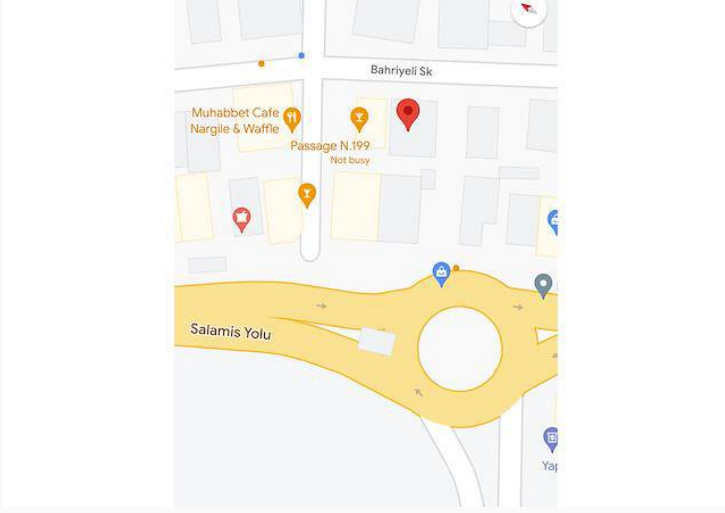 Bahriyeli Sk
Muhabbet Cafe
Nargile & Waffle
Passage N.199
Not busy
Salamis Yolu
Yap